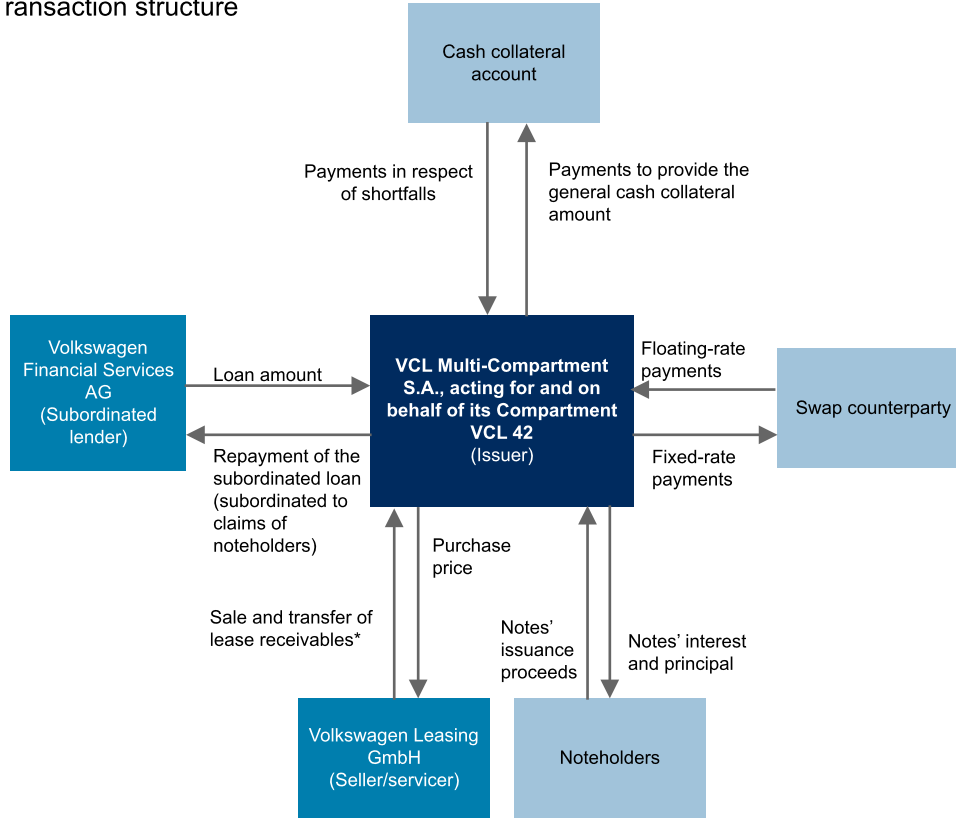 ransaction structure
Cash collateral
account
Payments in respect
of shortfalls
Payments to provide the
general cash collateral
amount
Volkswagen
Financial Services
AG
(Subordinated
lender)
Loan amount
VCL Multi-Compartment
S.A., acting for and on
behalf of its Compartment
VCL 42
(Issuer)
Floating-rate
payments
Swap counterparty
Repayment of the
subordinated loan
(subordinated to
claims of
noteholders)
Fixed-rate
payments
Purchase
price
Sale and transfer of
lease receivables*
Notes’
issuance
proceeds
Notes’ interest
and principal
Volkswagen Leasing
GmbH
(Seller/servicer)
Noteholders